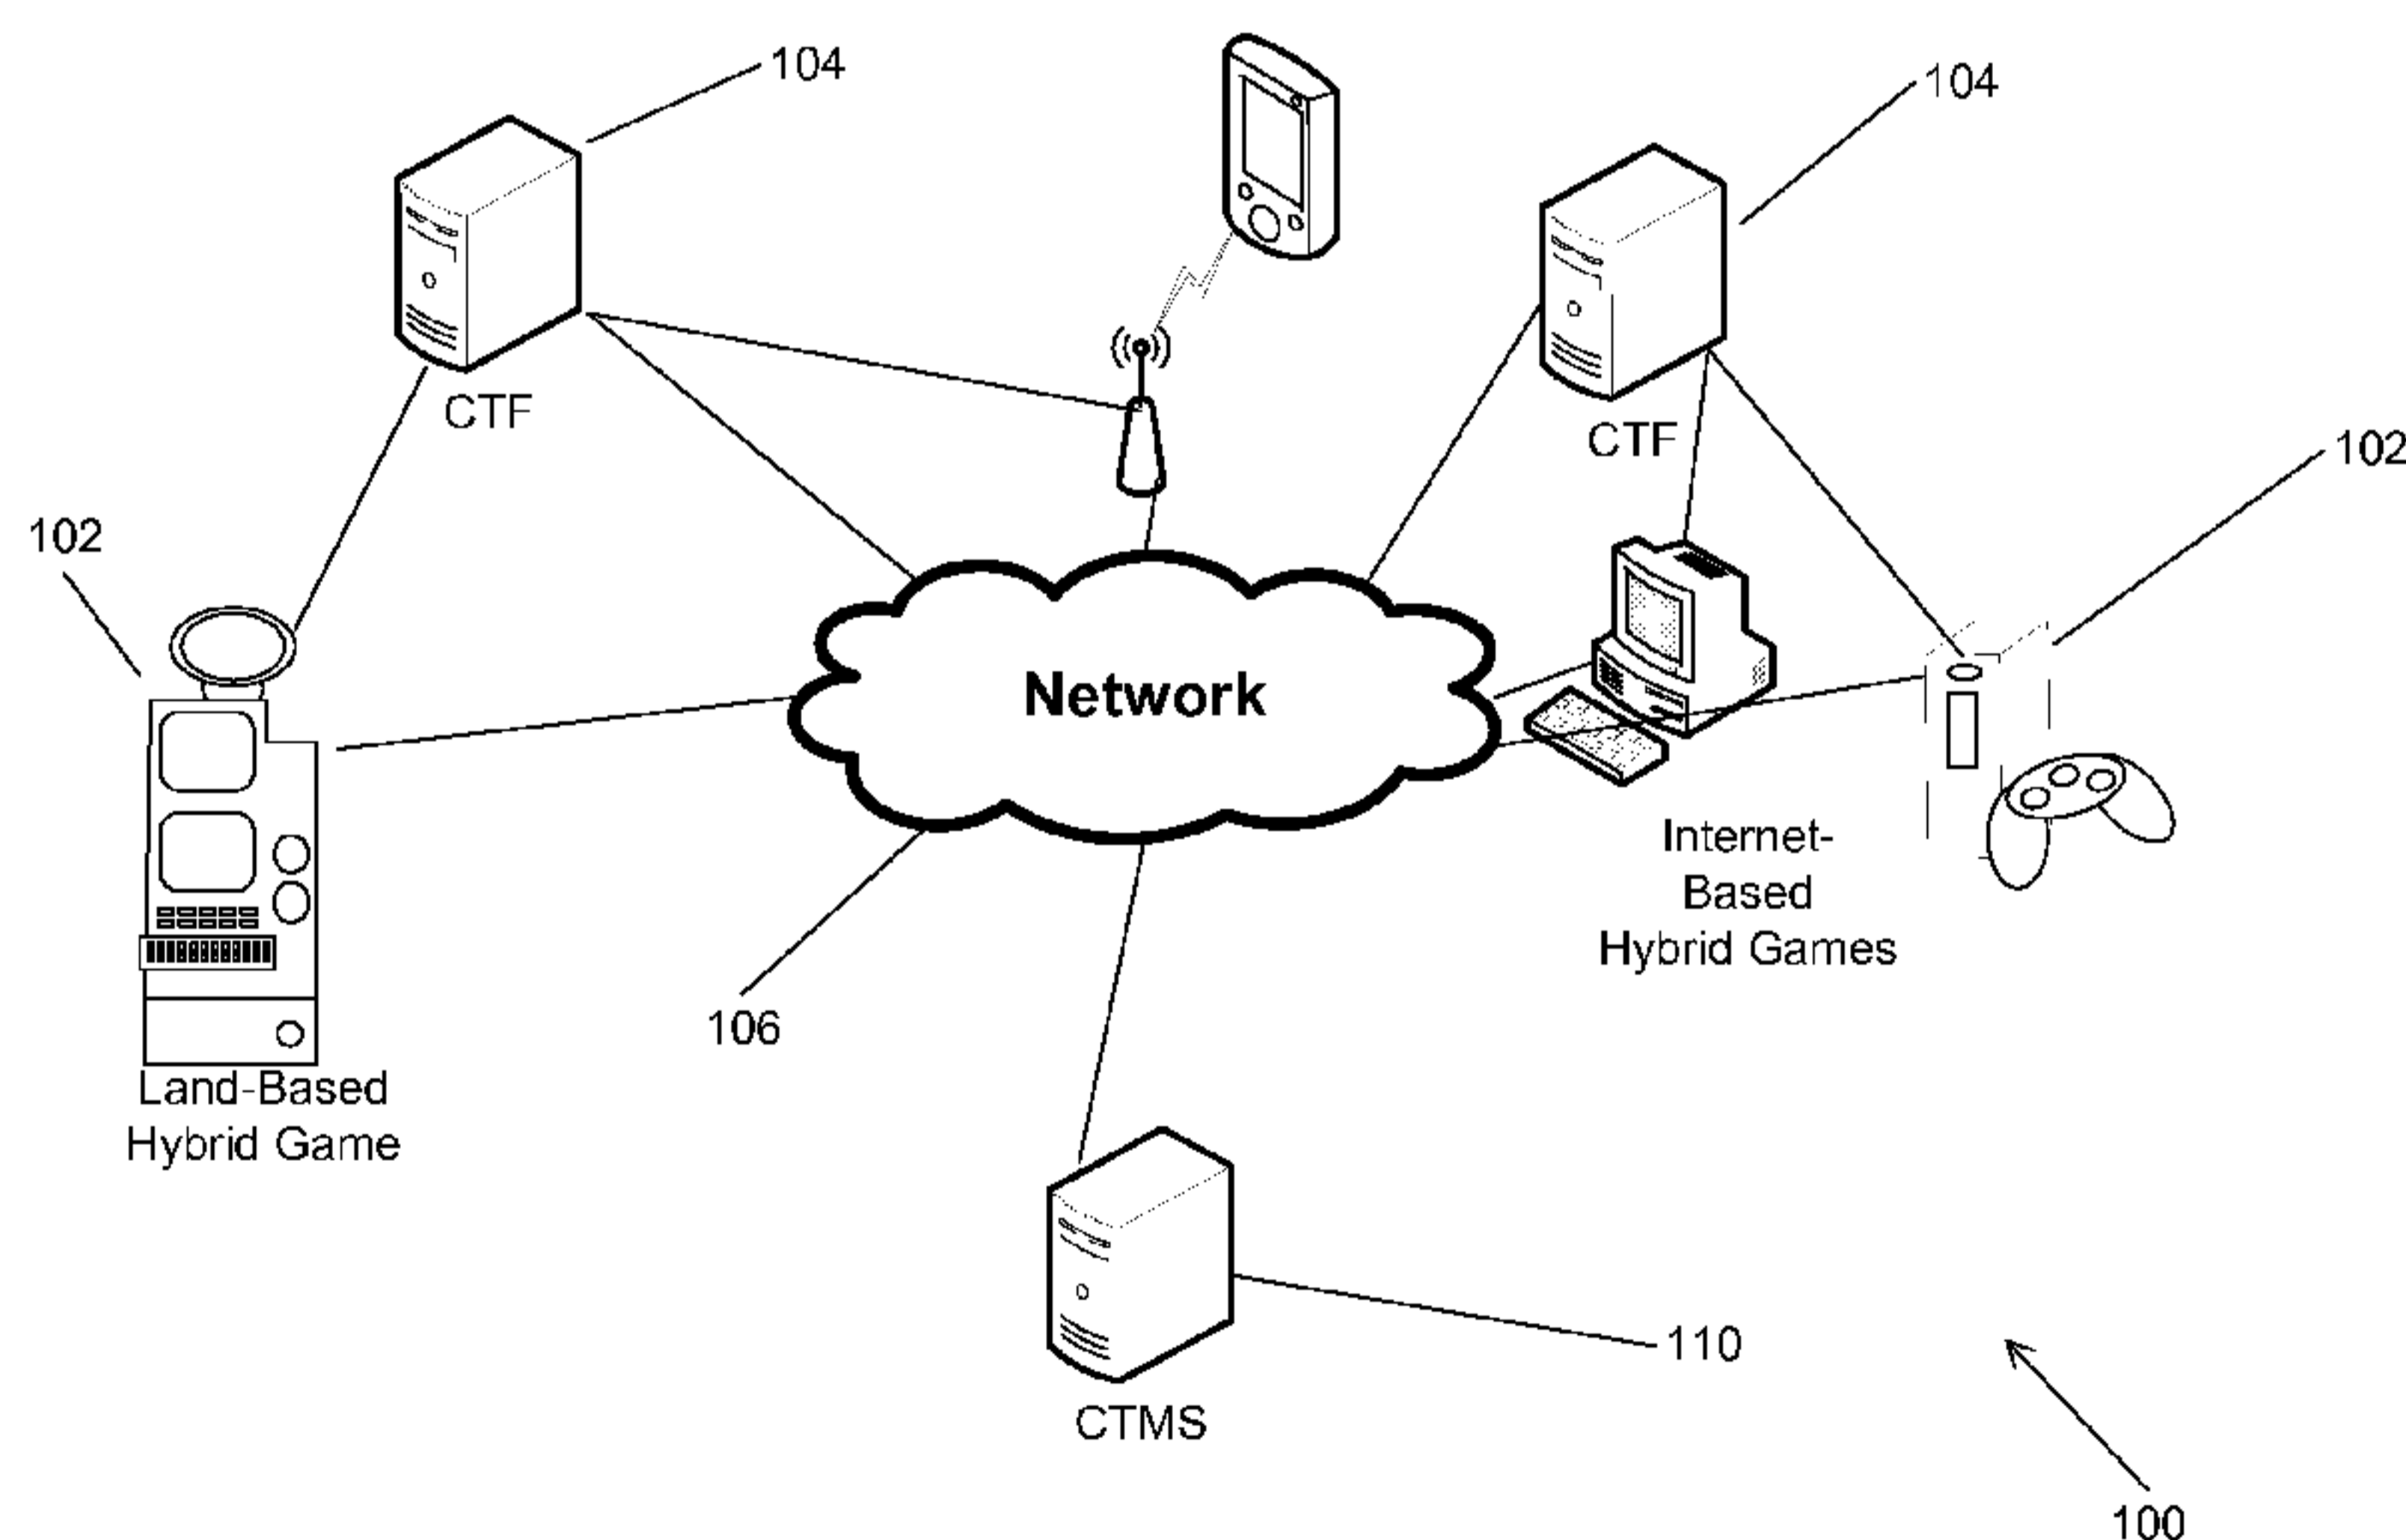 104
104
CTF
CTF
102
102
Network
Internet-
Based
Hybrid Games
106
Land-Based
Hybrid Game
110
CTMS
100